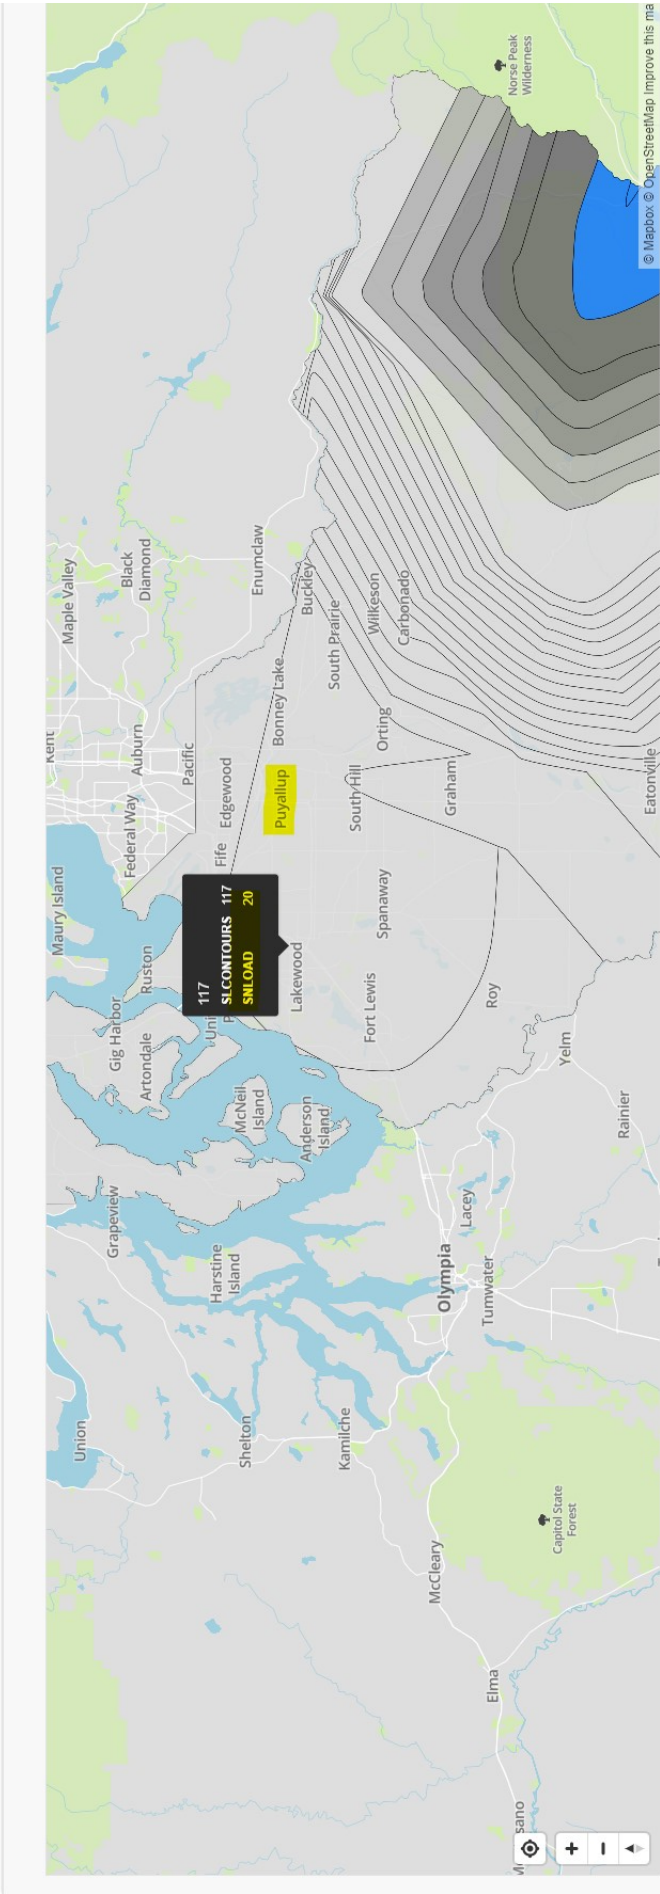 Union
Grapeview
Gig Harbor
Maury Island
Kent
Maple Valley
Artondale
Ruston
Federal Way
Auburn
Black
Diamond
Pacific
117
SLCONTOURS 117
SNLOAD 20
Shelton
Harstine
Island
McNeil
Island
Fife
Edgewood
Enumclaw
Anderson
Island
Lakewood
Puyallup
Bonney Lake
Buckley
South Prairie
Kamilche
Fort Lewis
Spanaway
South Hill
Orting
Wilkeson
Carbonado
McCleary
Olympia
Lacey
Tumwater
Roy
Graham
Elma
Norse Peak
Wilderness
Capitol State
Forest
Yelm
Rainier
Eatonville
© Mapbox © OpenStreetMap Improve this ma